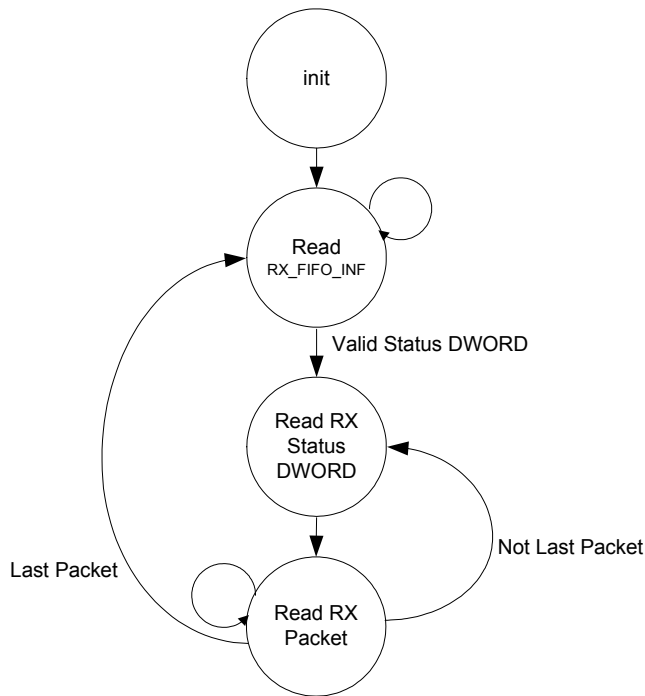 init
Read
RX_FIFO_INF
Valid Status DWORD
Read RX
Status
DWORD
Not Last Packet
Last Packet
Read RX
Packet